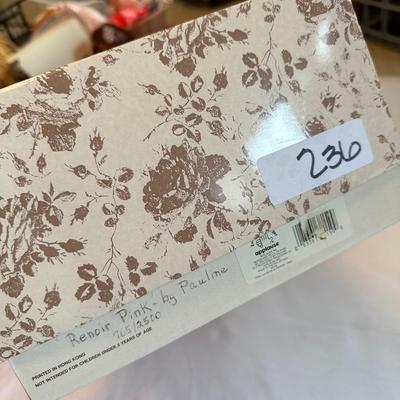 236
applause
Renoir Pink - by Pauline
765/2500
PRINTED IN HONG KONG
NOT INTENDED FOR CHILDREN UNDER 3 YEARS OF AGE